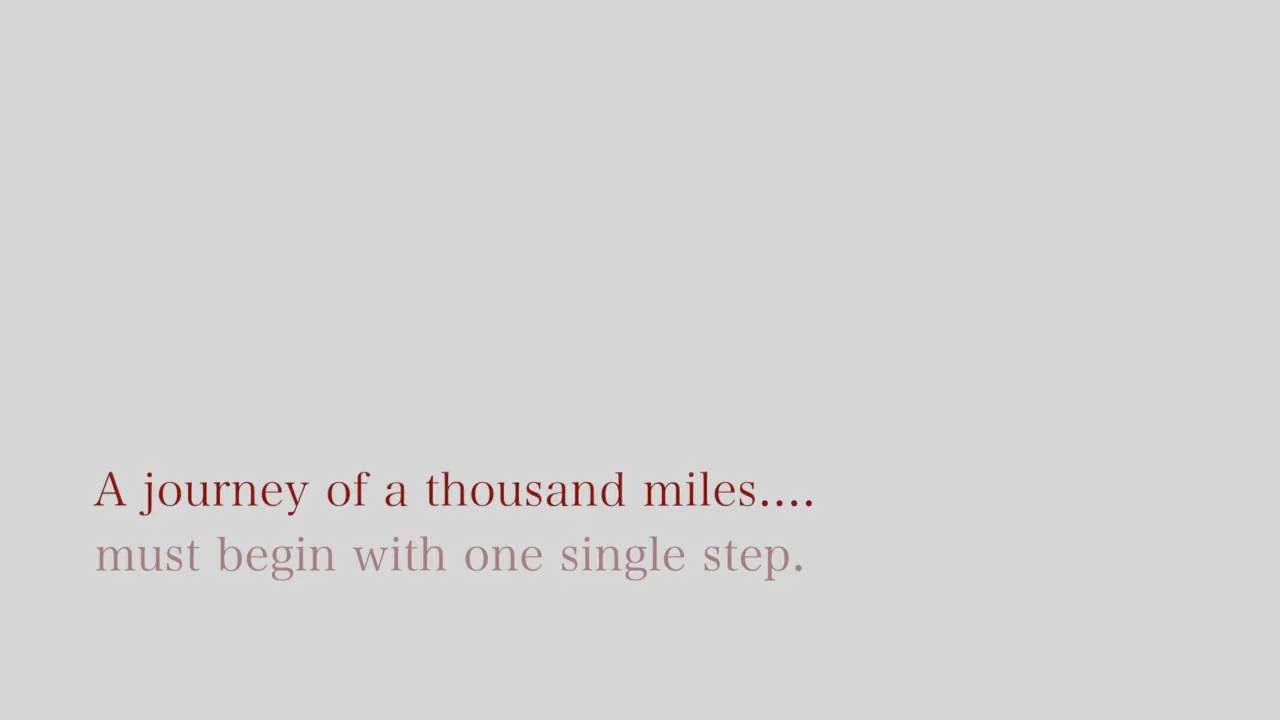 A journey of a thousand miles....
must begin with one single step.